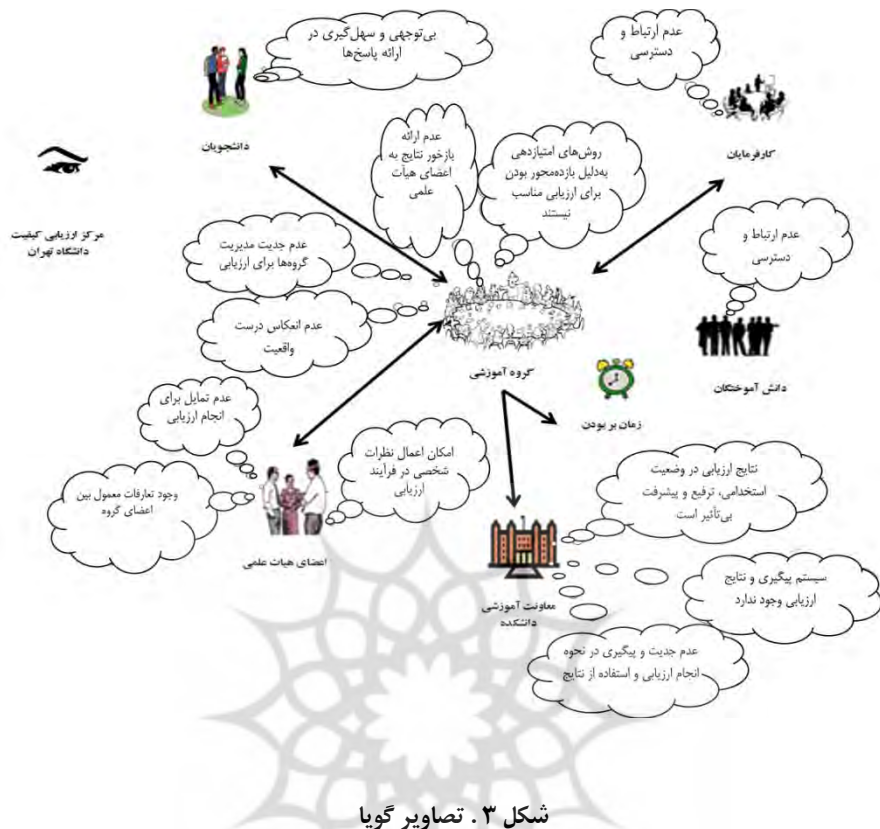 بی‌توجهی و سهل‌گیری در
ارائه پاسخ‌ها
عدم ارتباط و
دسترسی
دانشجویان
کارفرمایان
عدم ارائه
بازخور نتایج به
اعضای هیأت
علمی
روش‌های امتیازدهی
به‌دلیل بازده‌محور بودن
برای ارزیابی مناسب
نیستند
مرکز ارزیابی کیفیت
دانشگاه تهران
عدم جدیت مدیریت
گروه‌ها برای ارزیابی
عدم ارتباط و
دسترسی
عدم انعکاس درست
واقعیت
گروه آموزشی
دانش آموختگان
زمان بر بودن
عدم تمایل برای
انجام ارزیابی
امکان اعمال نظرات
شخصی در فرآیند
ارزیابی
وجود تعارفات معمول بین
اعضای گروه
اعضای هیات علمی
نتایج ارزیابی در وضعیت
استخدامی، ترفیع و پیشرفت
بی‌تأثیر است
معاونت آموزشی
دانشکده
سیستم پیگیری و نتایج
ارزیابی وجود ندارد
عدم جدیت و پیگیری در نحوه
انجام ارزیابی و استفاده از نتایج
شکل ۳. تصاویر گویا